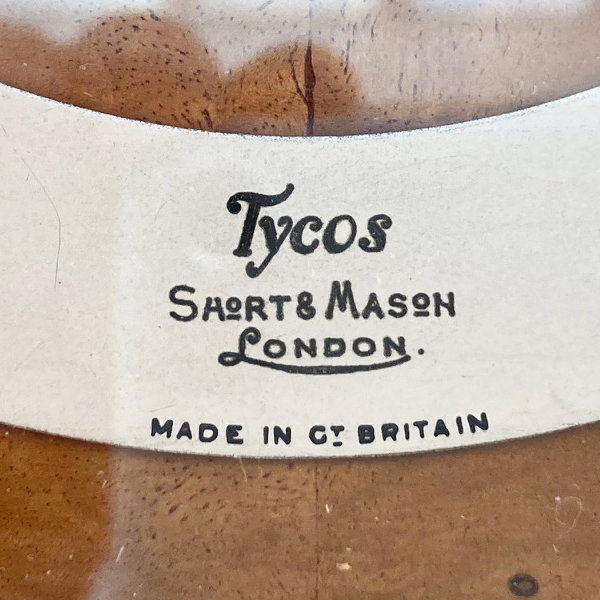 Tycos
SHORT & MASON
LONDON.
MADE IN GT BRITAIN